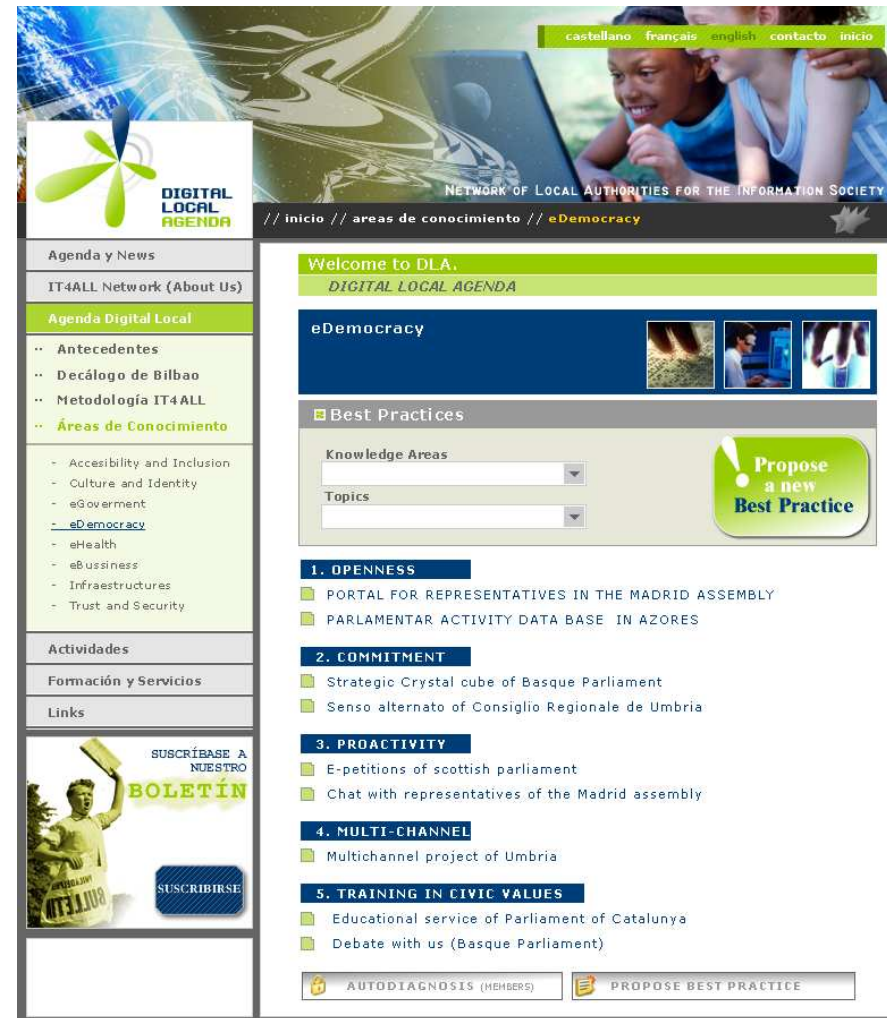 castellano français english contacto inicio
NETWORK OF LOCAL AUTHORITIES FOR THE INFORMATION SOCIETY
DIGITAL
LOCAL
AGENDA
// inicio // areas de conocimiento // eDemocracy
Agenda y News
IT4ALL Network (About Us)
Agenda Digital Local
·· Antecedentes
·· Decálogo de Bilbao
·· Metodología IT4ALL
·· Áreas de Conocimiento
- Accesibility and Inclusion
- Culture and Identity
- eGoverment
- eDemocracy
- eHealth
- eBussiness
- Infraestructures
- Trust and Security
Actividades
Formación y Servicios
Links
SUSCRÍBASE A
NUESTRO
BOLETÍN
BULLETIN
SUSCRIBIRSE
Welcome to DLA.
DIGITAL LOCAL AGENDA
eDemocracy
Best Practices
Knowledge Areas
Topics
Propose
a new
Best Practice
1. OPENNESS
PORTAL FOR REPRESENTATIVES IN THE MADRID ASSEMBLY
PARLAMENTAR ACTIVITY DATA BASE IN AZORES
2. COMMITMENT
Strategic Crystal cube of Basque Parliament
Senso alternato of Consiglio Regionale de Umbria
3. PROACTIVITY
E-petitions of scottish parliament
Chat with representatives of the Madrid assembly
4. MULTI-CHANNEL
Multichannel project of Umbria
5. TRAINING IN CIVIC VALUES
Educational service of Parliament of Catalunya
Debate with us (Basque Parliament)
AUTODIAGNOSIS (MEMBERS)
PROPOSE BEST PRACTICE